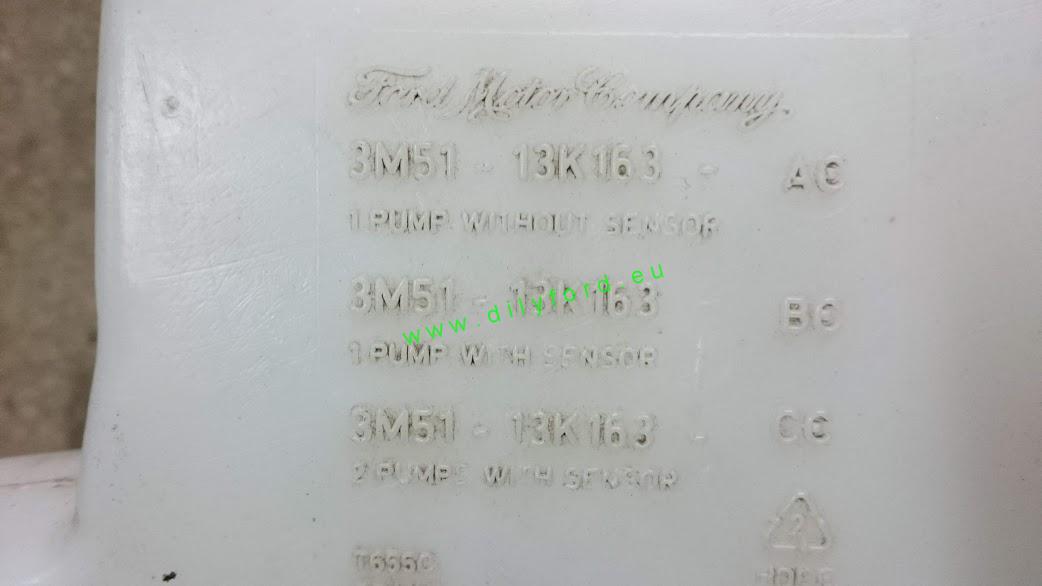 Ford Motor Company
3M51 - 13K163 - AC
1 PUMP WITHOUT SENSOR
3M51 - 13K163 BC
www.dilyford.eu
1 PUMP WITH SENSOR
3M51 - 13K163 - CC
2 PUMPS WITH SENSOR
2